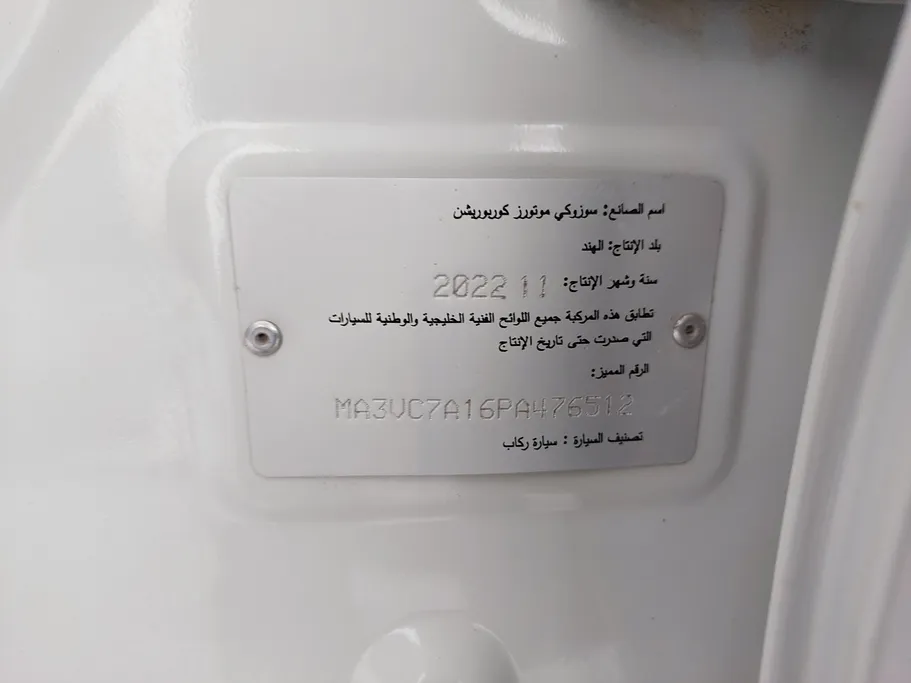 اسم الصانع: سوزوكي موتورز كوربوريشن
بلد الإنتاج: الهند
سنة وشهر الإنتاج: 2022 11
تطابق هذه المركبة جميع اللوائح الفنية الخليجية والوطنية للسيارات
التي صدرت حتى تاريخ الإنتاج
الرقم المميز:
MA3VC7A16PA476512
تصنيف السيارة : سيارة ركاب